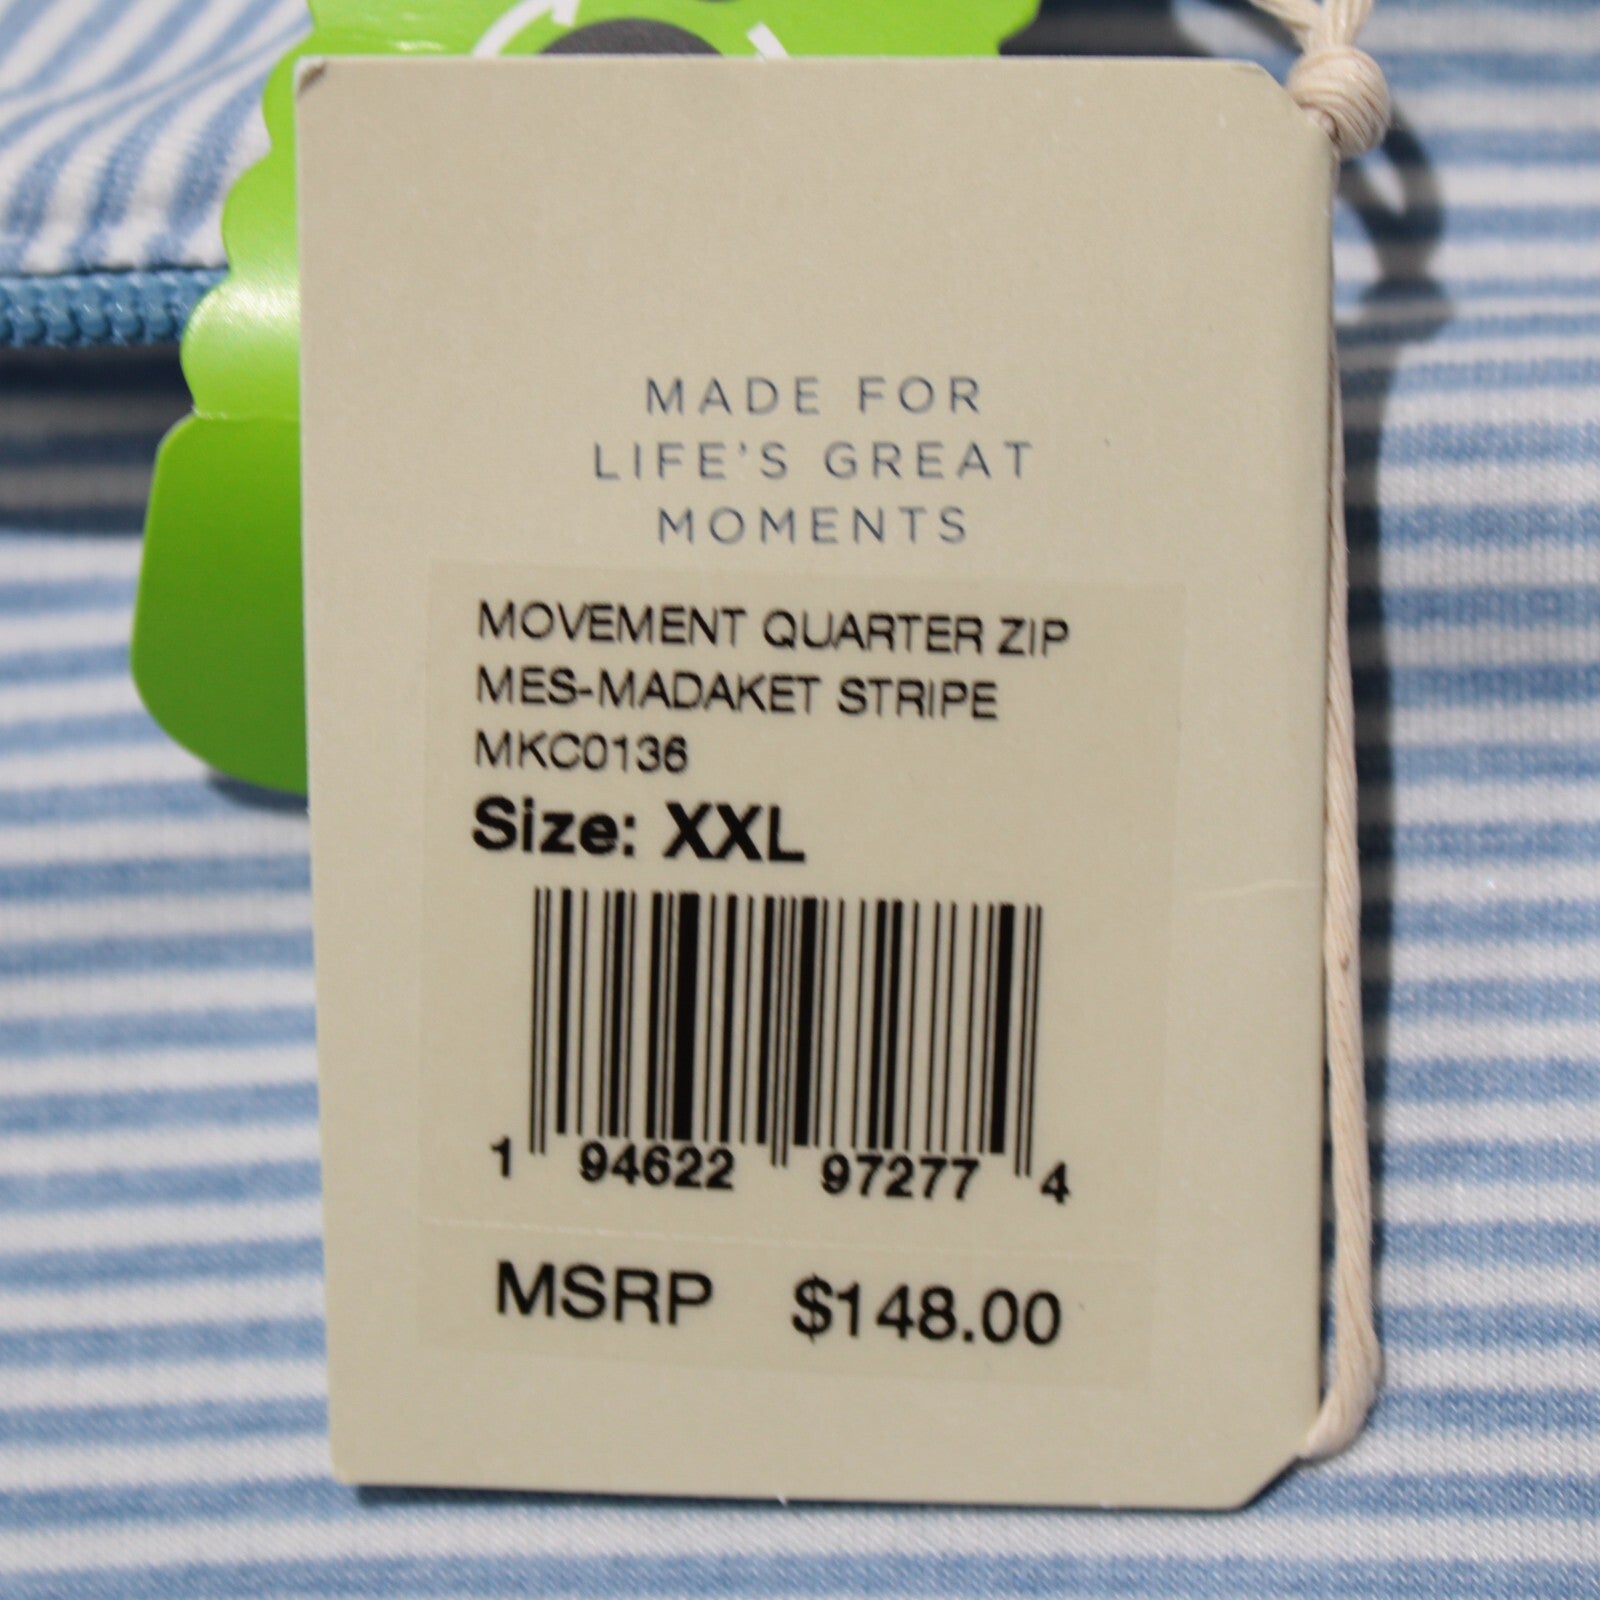 MADE FOR
LIFE'S GREAT
MOMENTS
MOVEMENT QUARTER ZIP
MES-MADAKET STRIPE
MKC0136
Size: XXL
1 94622 97277 4
MSRP $148.00